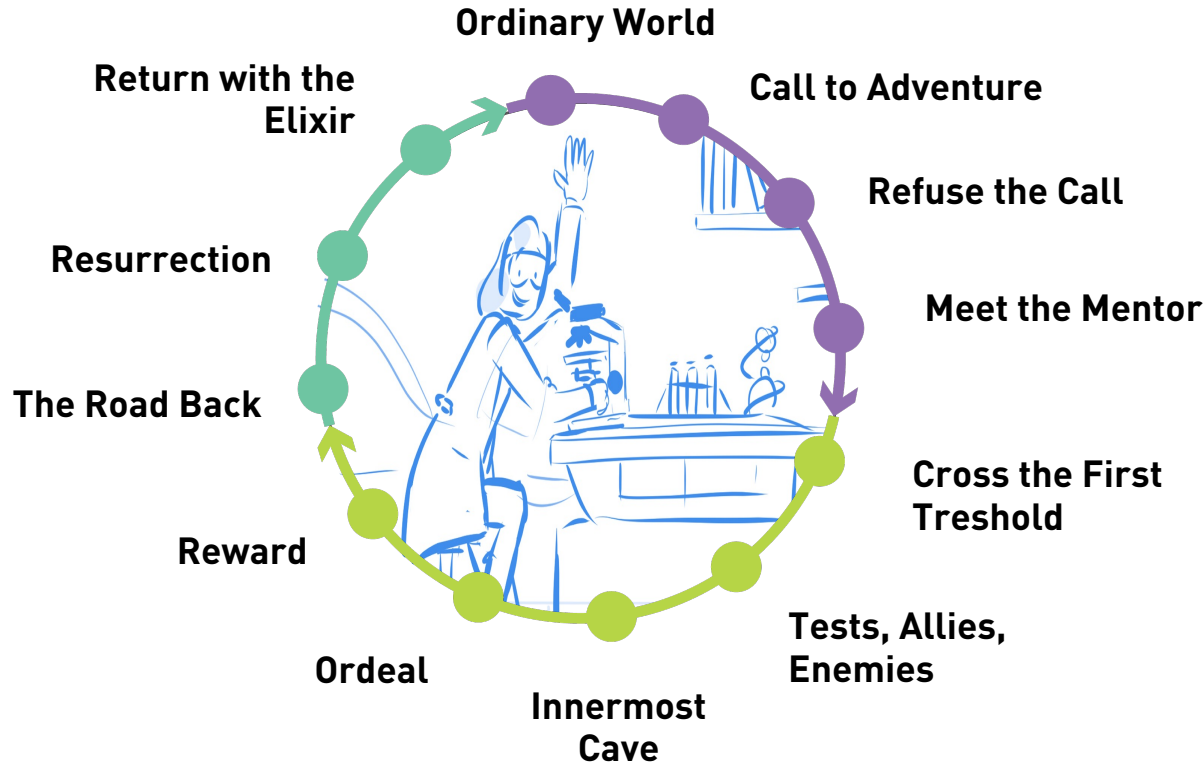 Ordinary World
Call to Adventure
Refuse the Call
Meet the Mentor
Cross the First
Treshold
Tests, Allies,
Enemies
Innermost
Cave
Ordeal
Reward
The Road Back
Resurrection
Return with the
Elixir